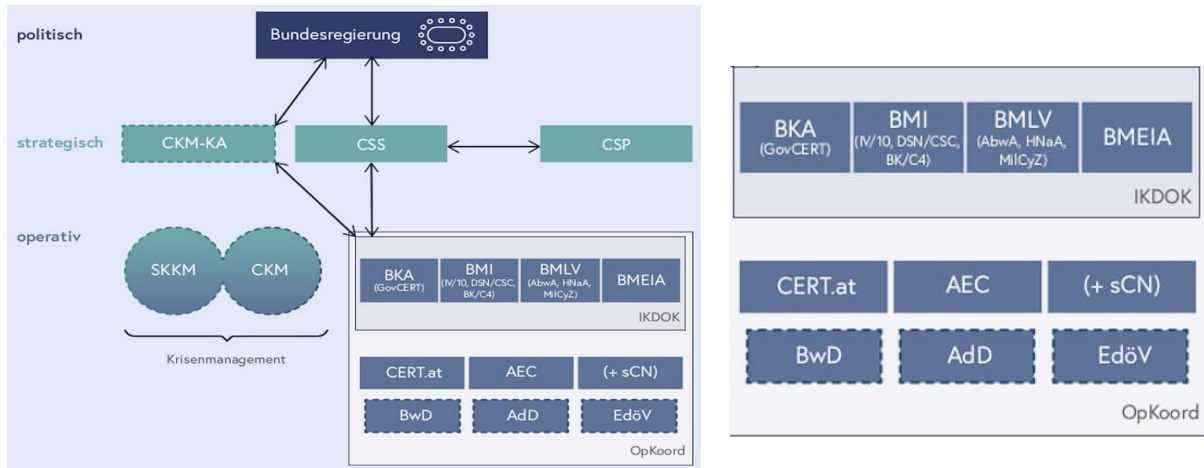 politisch
Bundesregierung
strategisch
CKM-KA
CSS
CSP
operativ
SKKM
CKM
Krisenmanagement
BKA
(GovCERT)
BMI
(IV/10, DSN/CSC,
BK/C4)
BMLV
(AbwA, HNaA,
MilCyZ)
BMEIA
IKDOK
CERT.at
AEC
(+ sCN)
BwD
AdD
EdöV
OpKoord
BKA
(GovCERT)
BMI
(IV/10, DSN/CSC,
BK/C4)
BMLV
(AbwA, HNaA,
MilCyZ)
BMEIA
IKDOK
CERT.at
AEC
(+ sCN)
BwD
AdD
EdöV
OpKoord